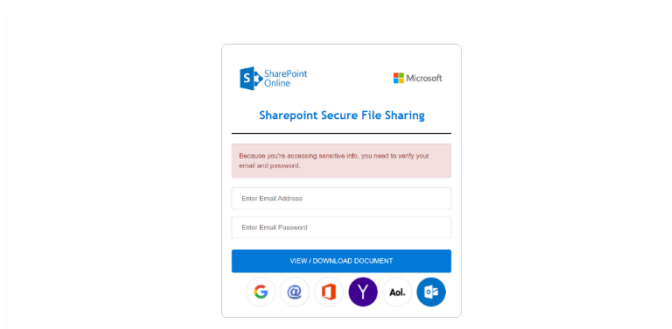 SharePoint
Online
Microsoft
Sharepoint Secure File Sharing
Because you're accessing sensitive info, you need to verify your
email and password.
Enter Email Address
Enter Email Password
VIEW / DOWNLOAD DOCUMENT
Aol.